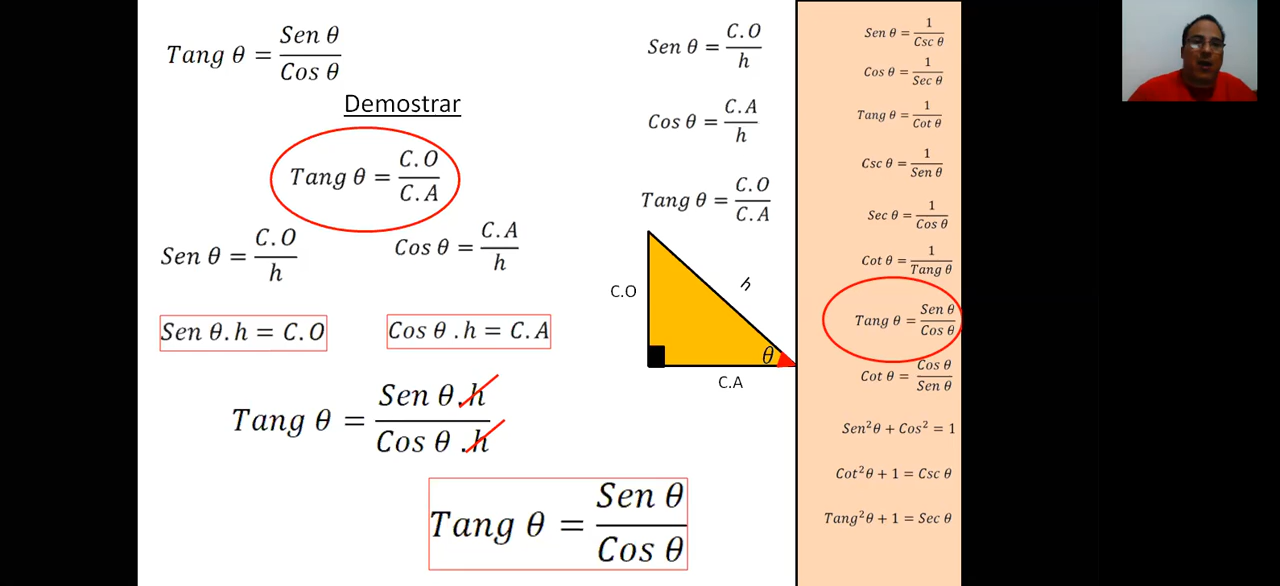 Tang θ = Sen θ / Cos θ
Demostrar
Tang θ = C.O / C.A
Sen θ = C.O / h
Cos θ = C.A / h
Sen θ.h = C.O
Cos θ .h = C.A
Tang θ = Sen θ.h / Cos θ .h
Tang θ = Sen θ / Cos θ
Sen θ = C.O / h
Cos θ = C.A / h
Tang θ = C.O / C.A
C.O
h
θ
C.A
Sen θ = 1 / Csc θ
Cos θ = 1 / Sec θ
Tang θ = 1 / Cot θ
Csc θ = 1 / Sen θ
Sec θ = 1 / Cos θ
Cot θ = 1 / Tang θ
Tang θ = Sen θ / Cos θ
Cot θ = Cos θ / Sen θ
Sen²θ + Cos² = 1
Cot²θ + 1 = Csc θ
Tang²θ + 1 = Sec θ